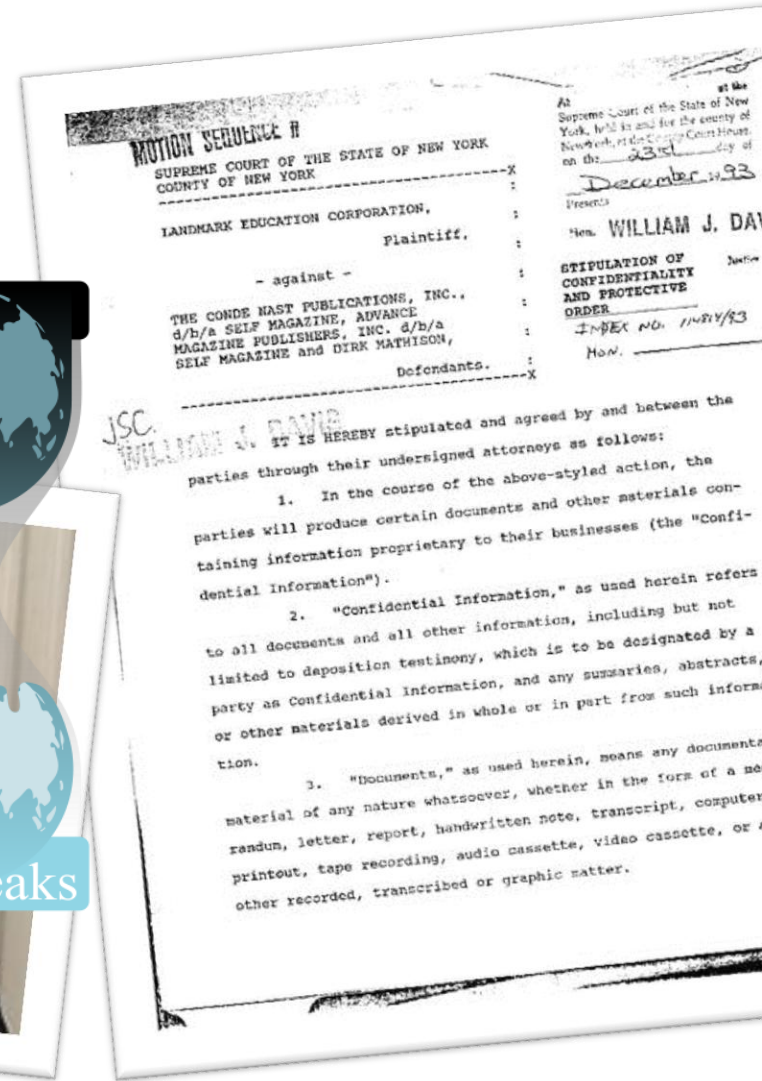 MOTION SEQUENCE #
SUPREME COURT OF THE STATE OF NEW YORK
COUNTY OF NEW YORK
LANDMARK EDUCATION CORPORATION,
Plaintiff,
- against -
THE CONDE NAST PUBLICATIONS, INC.,
d/b/a SELF MAGAZINE, ADVANCE
MAGAZINE PUBLISHERS, INC. d/b/a
SELF MAGAZINE and DIRK MATHISON,
Defendants.
At at the
Supreme Court of the State of New
York, held in and for the county of
New York, at the County Court House,
on the 23rd day of
December 1993
Present:
Hon. WILLIAM J. DAV
Justice
STIPULATION OF
CONFIDENTIALITY
AND PROTECTIVE
ORDER
INDEX NO. 114814/93
HON.
JSC.
WILLIAM J. DAVIS
IT IS HEREBY stipulated and agreed by and between the
parties through their undersigned attorneys as follows:
1. In the course of the above-styled action, the
parties will produce certain documents and other materials con-
taining information proprietary to their businesses (the "Confi-
dential Information").
2. "Confidential Information," as used herein refers
to all documents and all other information, including but not
limited to deposition testimony, which is to be designated by a
party as Confidential Information, and any summaries, abstracts,
or other materials derived in whole or in part from such informa
tion.
3. "Documents," as used herein, means any documenta
material of any nature whatsoever, whether in the form of a me
randum, letter, report, handwritten note, transcript, computer
printout, tape recording, audio cassette, video cassette, or a
other recorded, transcribed or graphic matter.
eaks